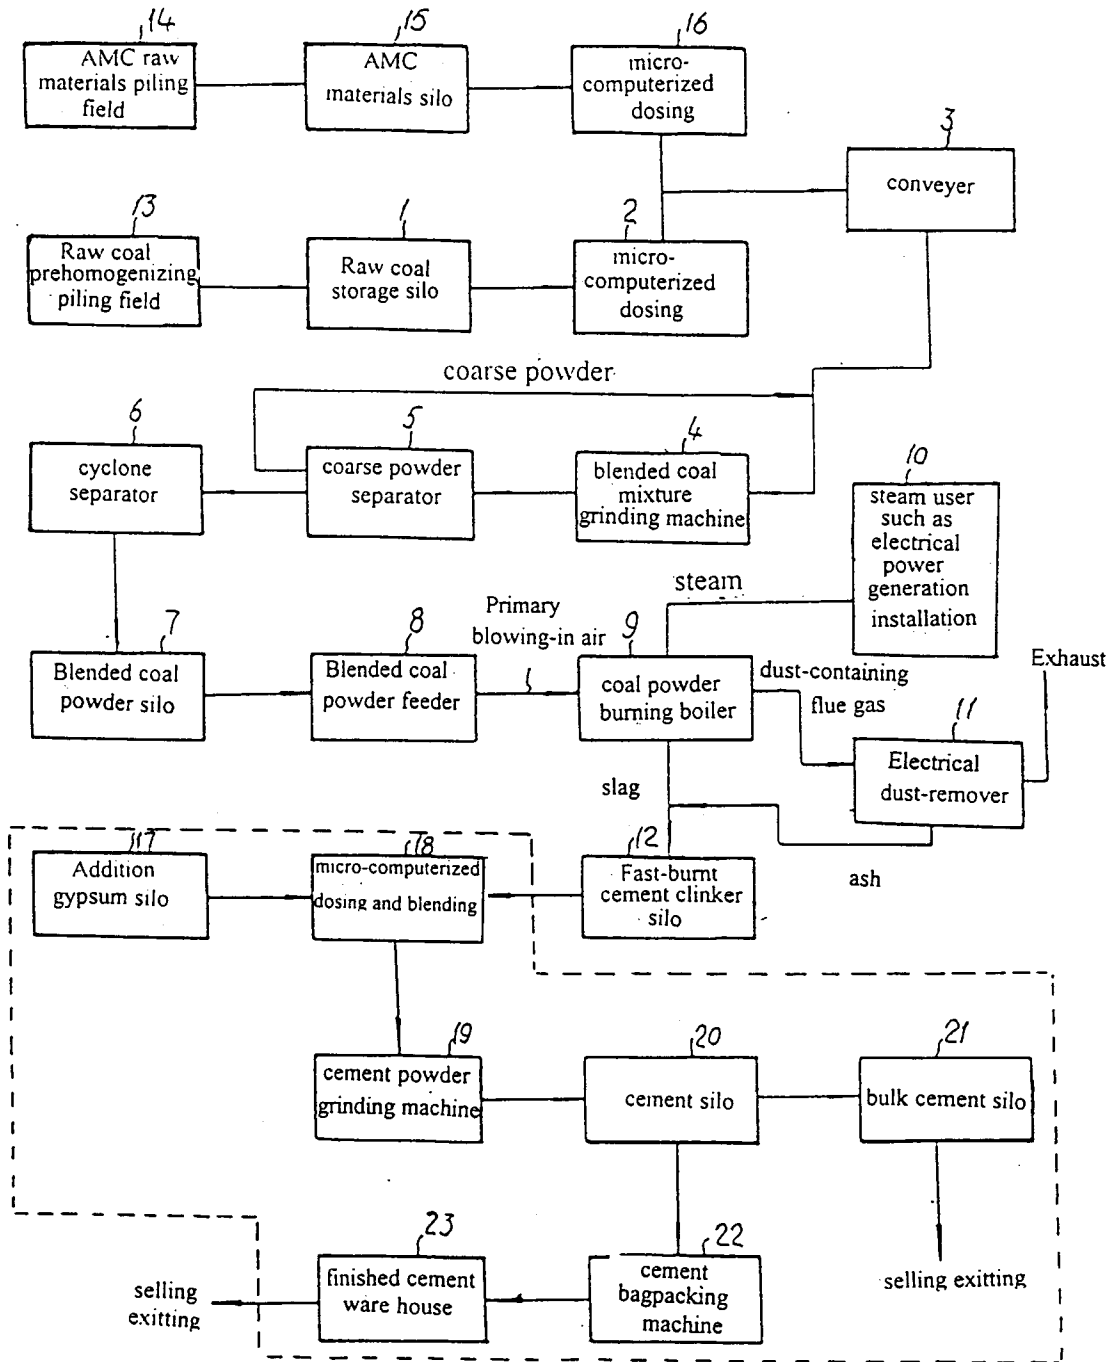 14
AMC raw
materials piling
field
15
AMC
materials silo
16
micro-
computerized
dosing
3
conveyer
13
Raw coal
prehomogenizing
piling field
1
Raw coal
storage silo
2
micro-
computerized
dosing
coarse powder
6
cyclone
separator
5
coarse powder
separator
4
blended coal
mixture
grinding machine
10
steam user
such as
electrical
power
generation
installation
steam
Primary
blowing-in air
7
Blended coal
powder silo
8
Blended coal
powder feeder
9
coal powder
burning boiler
dust-containing
flue gas
Exhaust
11
Electrical
dust-remover
slag
ash
17
Addition
gypsum silo
18
micro-computerized
dosing and blending
12
Fast-burnt
cement clinker
silo
19
cement powder
grinding machine
20
cement silo
21
bulk cement silo
23
finished cement
ware house
22
cement
bagpacking
machine
selling exitting
selling
exitting